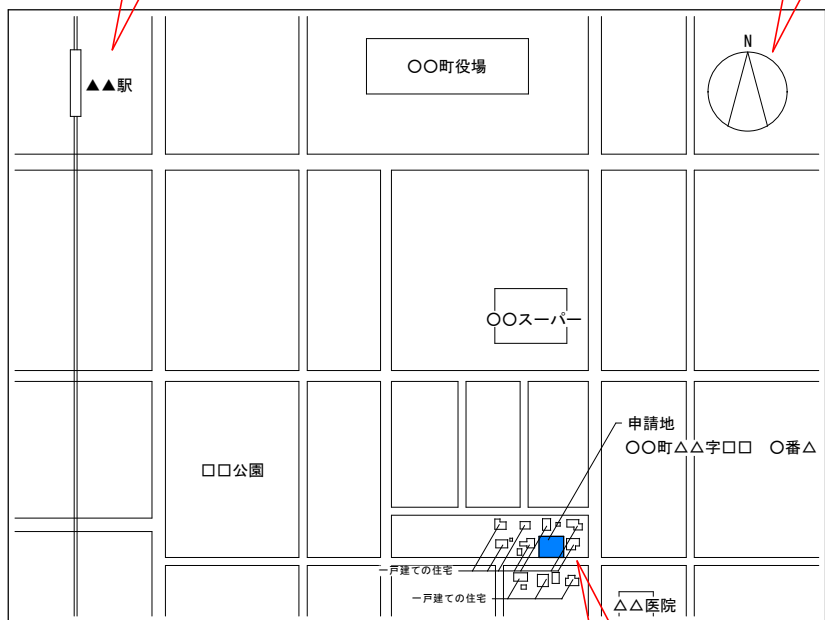 N
▲▲駅
〇〇町役場
〇〇スーパー
申請地
〇〇町△△字□□　〇番△
□□公園
一戸建ての住宅
一戸建ての住宅
△△医院